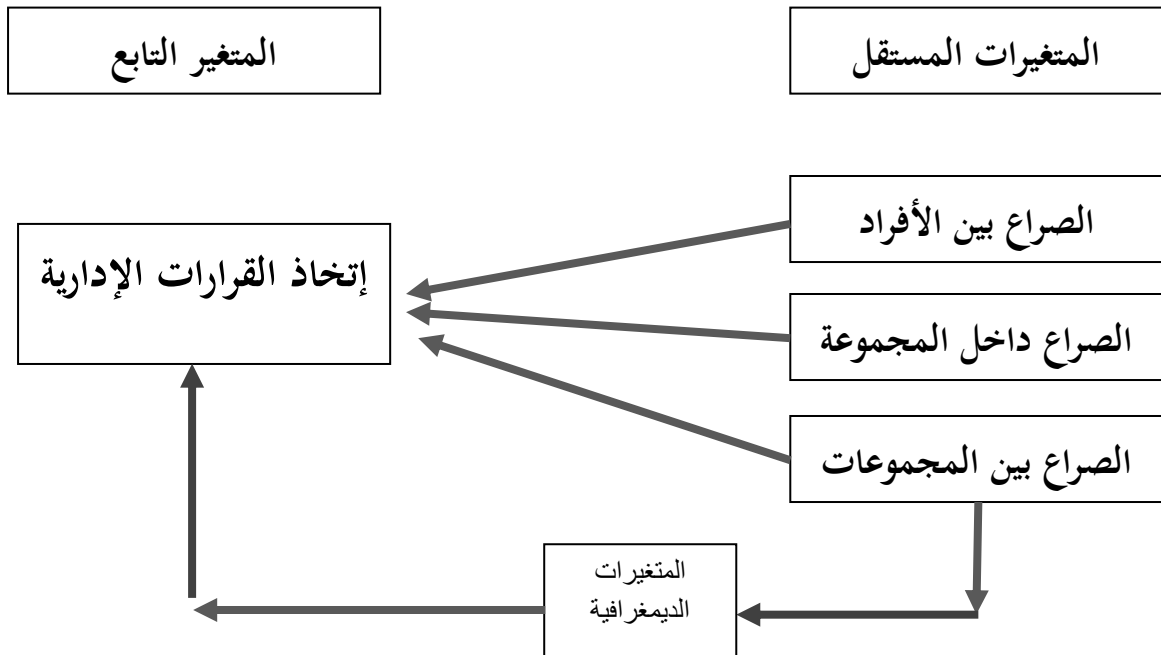 المتغيرات المستقل
المتغير التابع
الصراع بين الأفراد
إتخاذ القرارات الإدارية
الصراع داخل المجموعة
الصراع بين المجموعات
المتغيرات
الديمغرافية